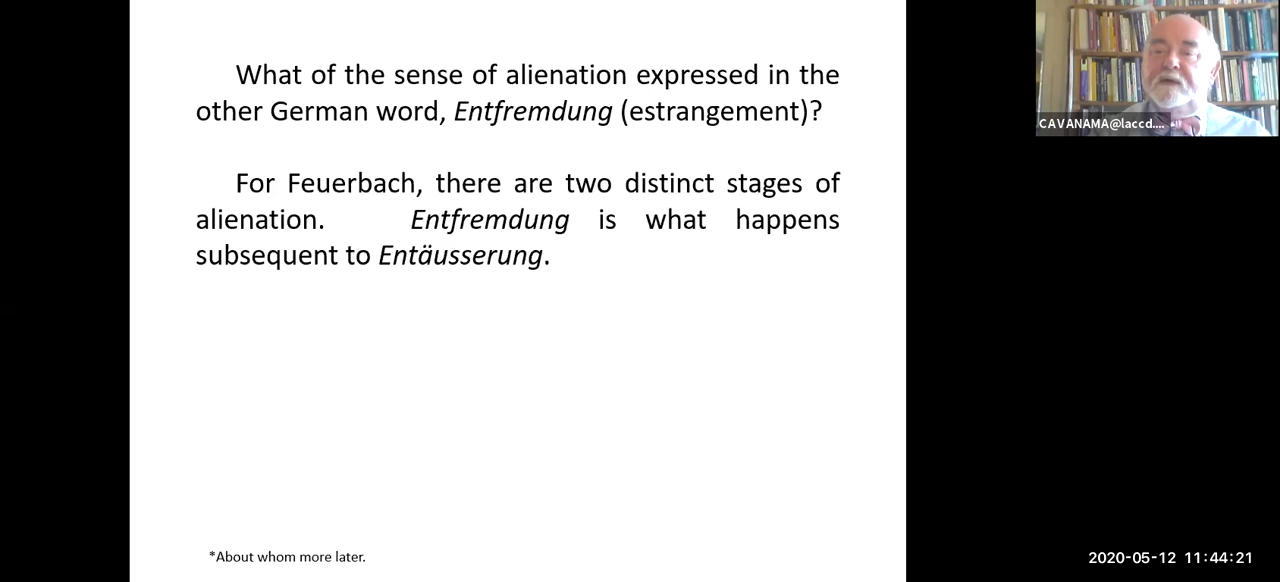 What of the sense of alienation expressed in the
other German word, Entfremdung (estrangement)?
For Feuerbach, there are two distinct stages of
alienation. Entfremdung is what happens
subsequent to Entäusserung.
*About whom more later.
CAVANAMA@laccd....
2020-05-12 11:44:21